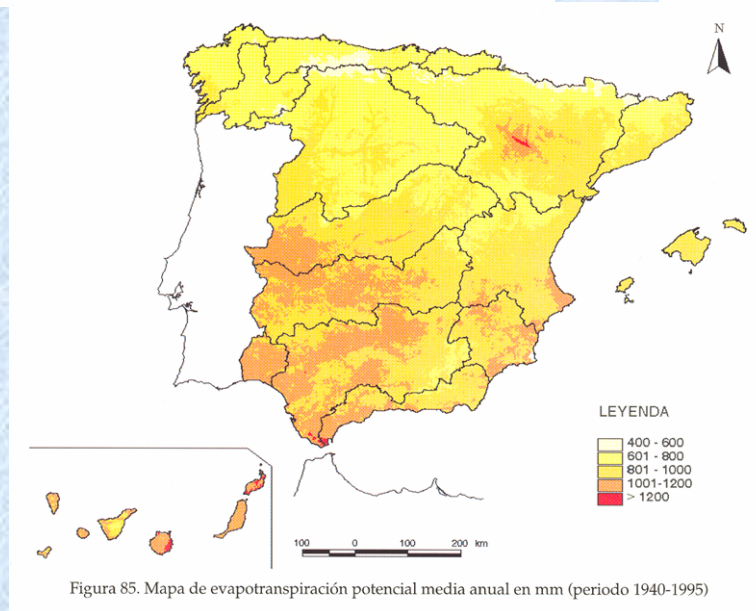 N
LEYENDA
400 - 600
601 - 800
801 - 1000
1001-1200
> 1200
100 0 100 200 km
Figura 85. Mapa de evapotranspiración potencial media anual en mm (periodo 1940-1995)